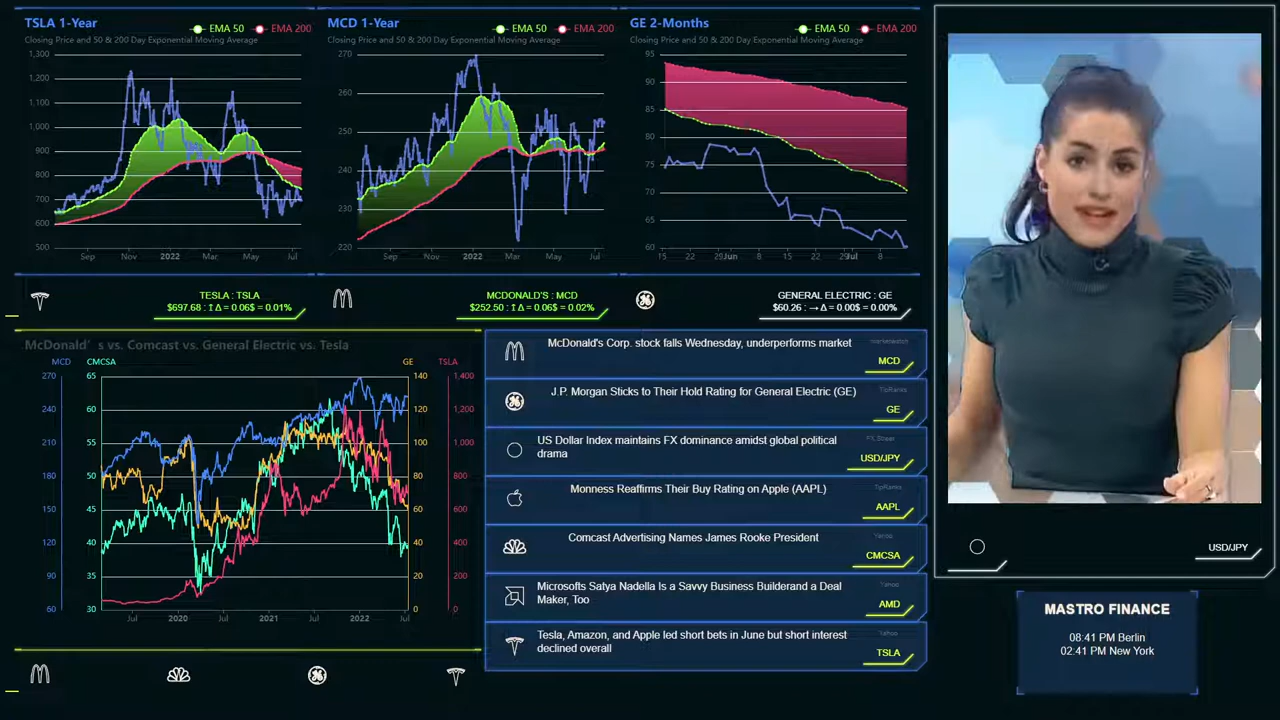 TSLA 1-Year
EMA 50
EMA 200
Closing Price and 50 & 200 Day Exponential Moving Average
1,300
1,200
1,100
1,000
900
800
700
600
500
Sep
Nov
2022
Mar
May
Jul
MCD 1-Year
EMA 50
EMA 200
Closing Price and 50 & 200 Day Exponential Moving Average
270
260
250
240
230
220
Sep
Nov
2022
Mar
May
Jul
GE 2-Months
EMA 50
EMA 200
Closing Price and 50 & 200 Day Exponential Moving Average
95
90
85
80
75
70
65
60
15
22
29
Jun
8
15
22
29
Jul
8
TESLA : TSLA
$697.68 : ↥ Δ = 0.06$ = 0.01%
MCDONALD'S : MCD
$252.50 : ↥ Δ = 0.06$ = 0.02%
GENERAL ELECTRIC : GE
$60.26 : → Δ = 0.00$ = 0.00%
McDonald's vs. Comcast vs. General Electric vs. Tesla
MCD
CMCSA
GE
TSLA
270
240
210
180
150
120
90
60
65
60
55
50
45
40
35
30
140
120
100
80
60
40
20
0
1,400
1,200
1,000
800
600
400
200
0
Jul
2020
Jul
2021
Jul
2022
Jul
McDonald's Corp. stock falls Wednesday, underperforms market
marketwatch
MCD
J.P. Morgan Sticks to Their Hold Rating for General Electric (GE)
TipRanks
GE
US Dollar Index maintains FX dominance amidst global political
drama
FX Street
USD/JPY
Monness Reaffirms Their Buy Rating on Apple (AAPL)
TipRanks
AAPL
Comcast Advertising Names James Rooke President
Yahoo
CMCSA
Microsofts Satya Nadella Is a Savvy Business Builderand a Deal
Maker, Too
Yahoo
AMD
Tesla, Amazon, and Apple led short bets in June but short interest
declined overall
Yahoo
TSLA
USD/JPY
MASTRO FINANCE
08:41 PM Berlin
02:41 PM New York